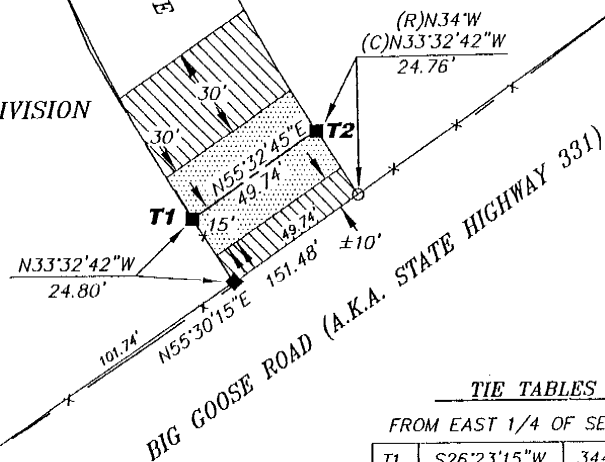 E
(R)N34°W
(C)N33°32'42"W
24.76'
VISION
30'
30'
T2
N55°32'45"E
49.74'
T1
15'
49.74'
±10'
N33°32'42"W
24.80'
151.48'
N55°30'15"E
101.74'
BIG GOOSE ROAD (A.K.A. STATE HIGHWAY 331)
TIE TABLES
FROM EAST 1/4 OF SE
T1 S26°23'15"W 344